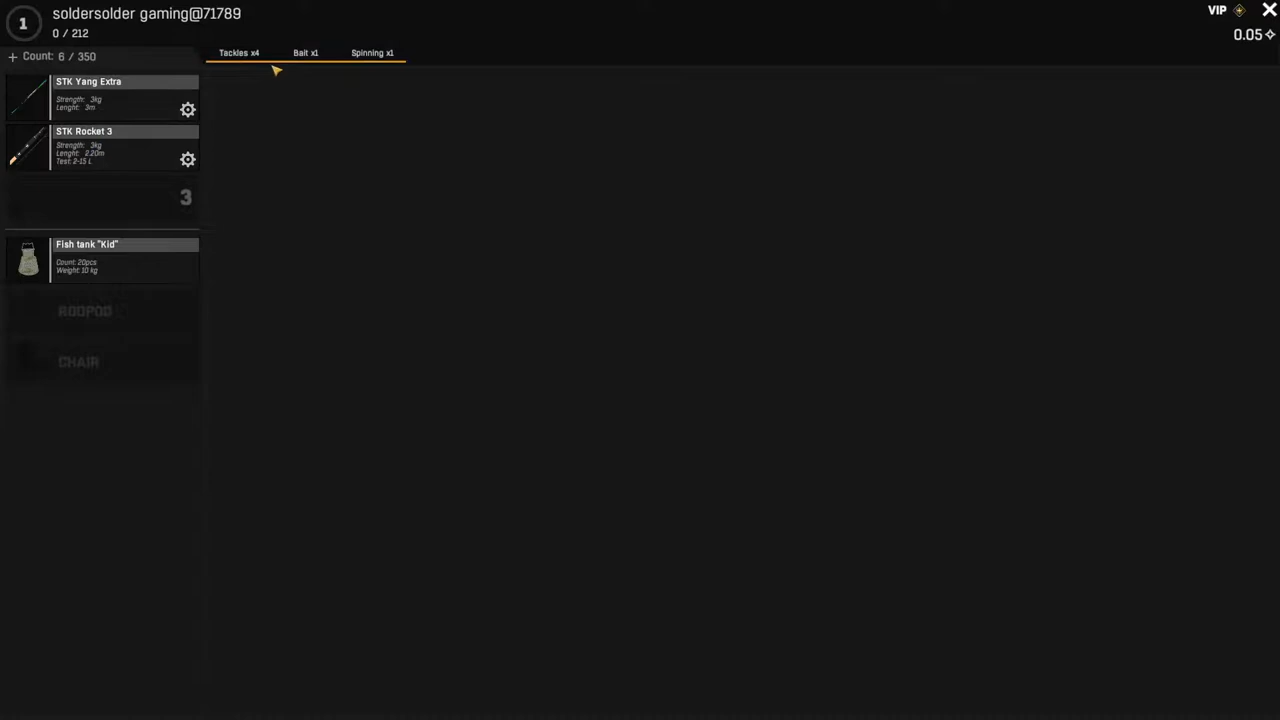 1
soldersolder gaming@71789
0 / 212
VIP
0.05
+ Count: 6 / 350
Tackles x4
Bait x1
Spinning x1
STK Yang Extra
Strength: 3kg
Lenght: 3m
STK Rocket 3
Strength: 3kg
Lenght: 2.20m
Test: 2-15 L
3
Fish tank "Kid"
Count: 20pcs
Weight: 10 kg
RODPOD
CHAIR